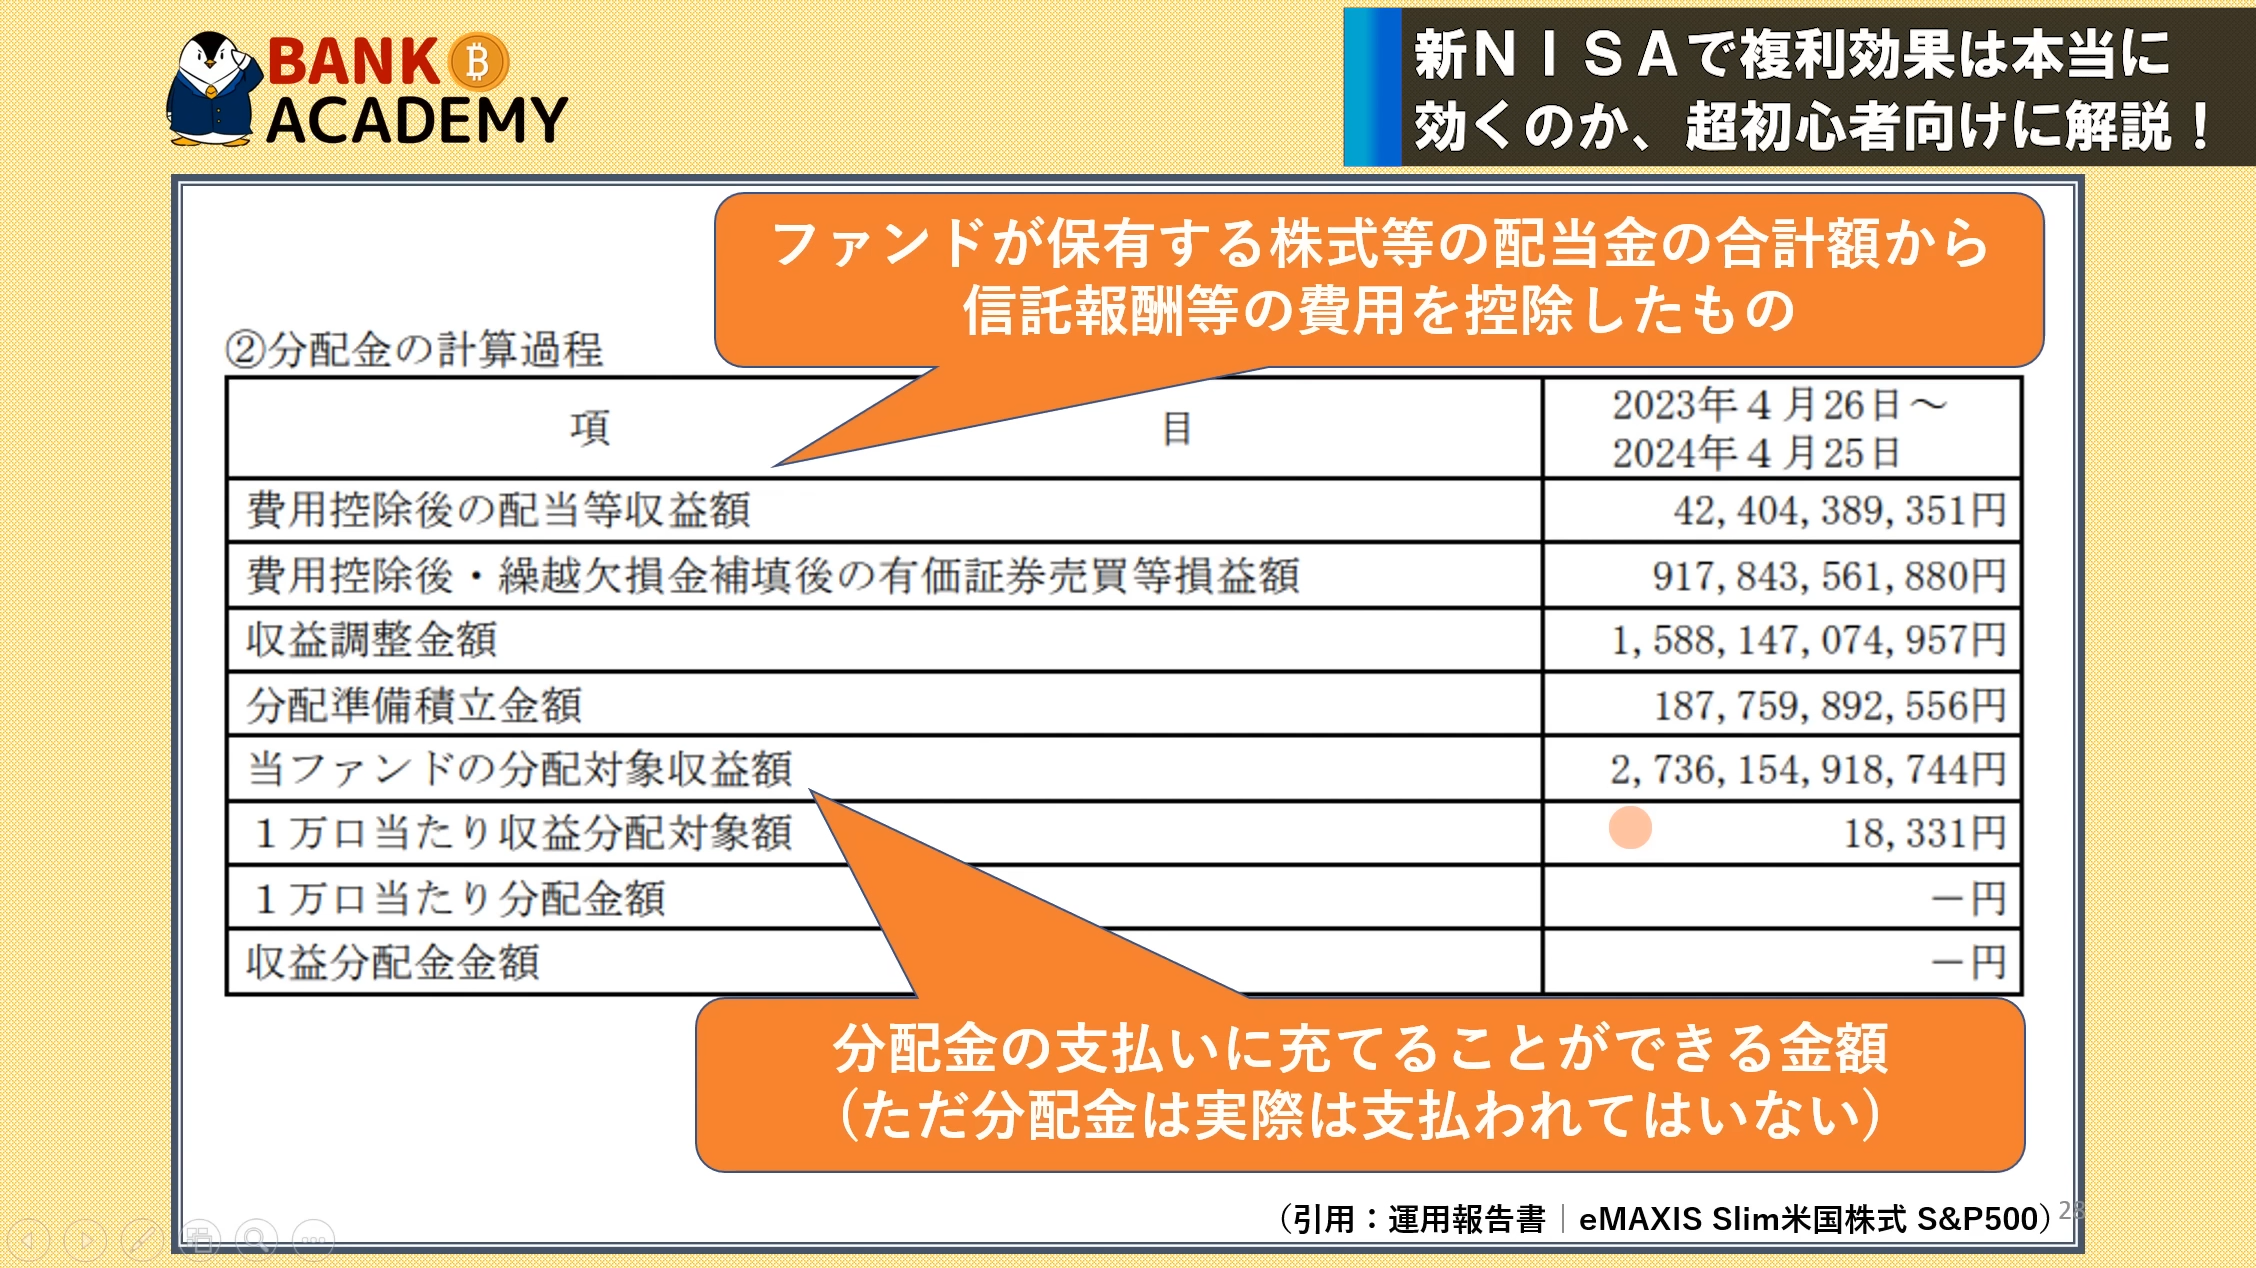 BANK
ACADEMY
新NISAで複利効果は本当に
効くのか、超初心者向けに解説！
ファンドが保有する株式等の配当金の合計額から
信託報酬等の費用を控除したもの
②分配金の計算過程
項 目 2023年4月26日～
2024年4月25日
費用控除後の配当等収益額 42,404,389,351円
費用控除後・繰越欠損金補填後の有価証券売買等損益額 917,843,561,880円
収益調整金額 1,588,147,074,957円
分配準備積立金額 187,759,892,556円
当ファンドの分配対象収益額 2,736,154,918,744円
1万口当たり収益分配対象額 18,331円
1万口当たり分配金額 －円
収益分配金金額 －円
分配金の支払いに充てることができる金額
（ただ分配金は実際は支払われてはいない）
（引用：運用報告書｜eMAXIS Slim米国株式 S&P500）